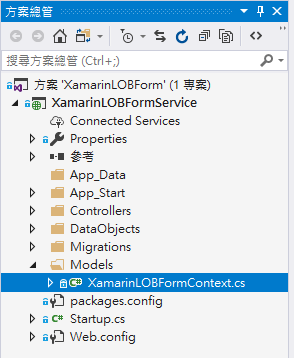 方案總管
搜尋方案總管 (Ctrl+;)
方案 'XamarinLOBForm' (1 專案)
XamarinLOBFormService
Connected Services
Properties
參考
App_Data
App_Start
Controllers
DataObjects
Migrations
Models
XamarinLOBFormContext.cs
packages.config
Startup.cs
Web.config